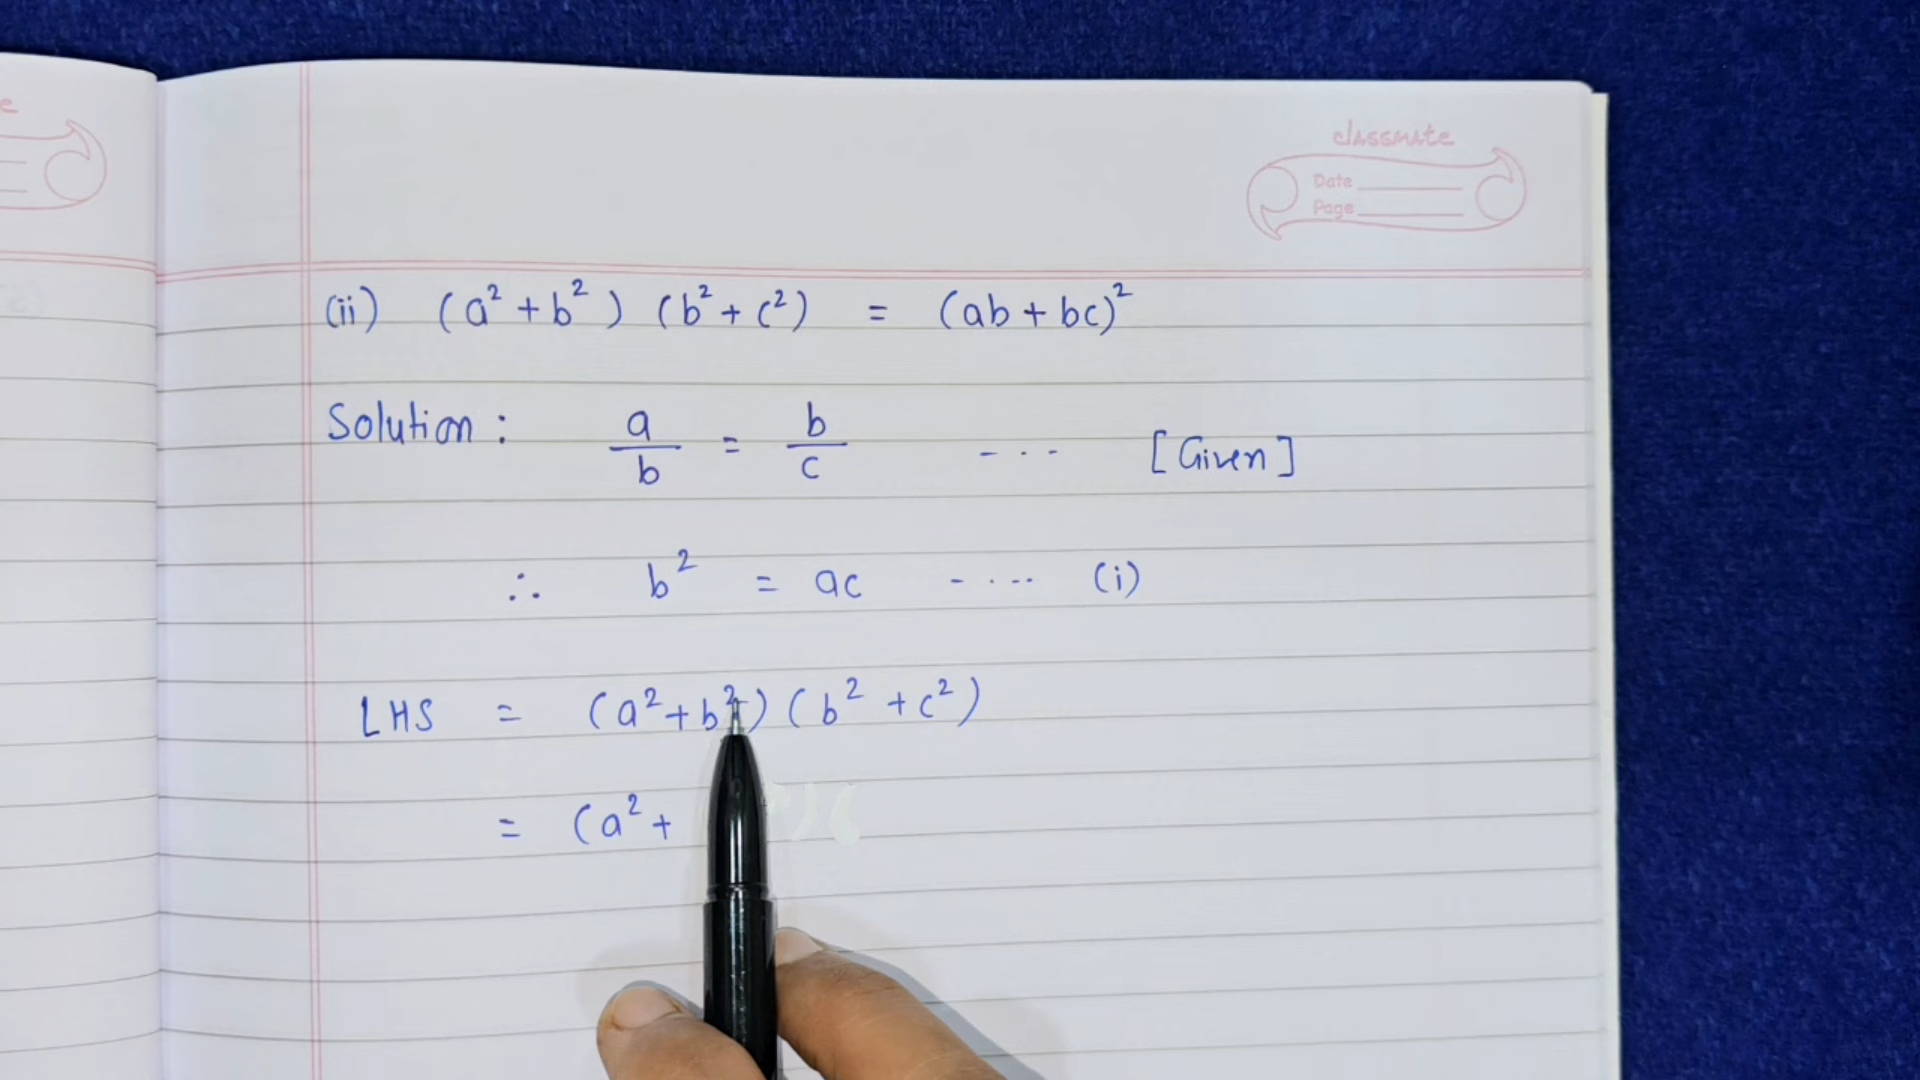 classmate
Date
Page
(ii) (a² + b²) (b² + c²) = (ab + bc)²
Solution : a/b = b/c - - - - [Given]
∴ b² = ac - - - - - (i)
LHS = (a² + b²) (b² + c²)
= (a² +